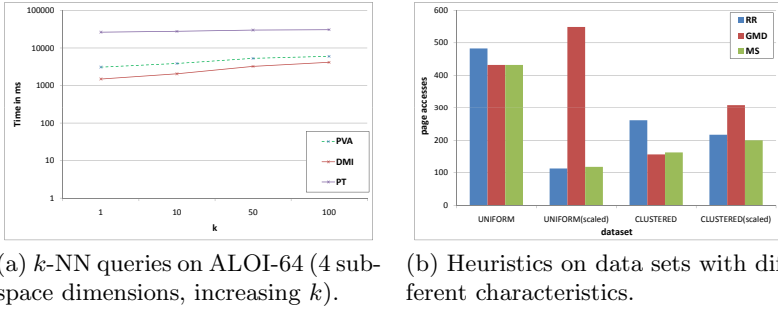 100000
10000
1000
100
10
1
Time in ms
PVA
DMI
PT
1 10 50 100
k
600
500
400
300
200
100
0
page accesses
RR
GMD
MS
UNIFORM UNIFORM(scaled) CLUSTERED CLUSTERED(scaled)
dataset
(a) k-NN queries on ALOI-64 (4 sub-
space dimensions, increasing k).
(b) Heuristics on data sets with dif-
ferent characteristics.